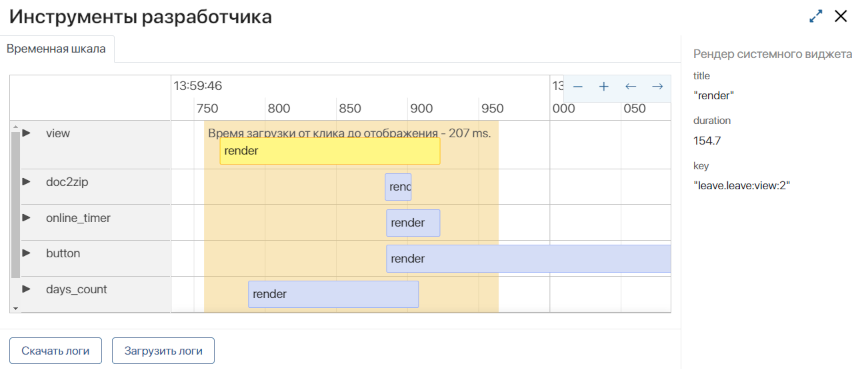 Инструменты разработчика
Временная шкала
13:59:46
13
− + ← →
750 800 850 900 950 000 050
view
Время загрузки от клика до отображения - 207 ms.
render
doc2zip
rend
online_timer
render
button
render
days_count
render
Скачать логи
Загрузить логи
Рендер системного виджета
title
"render"
duration
154.7
key
"leave.leave:view:2"